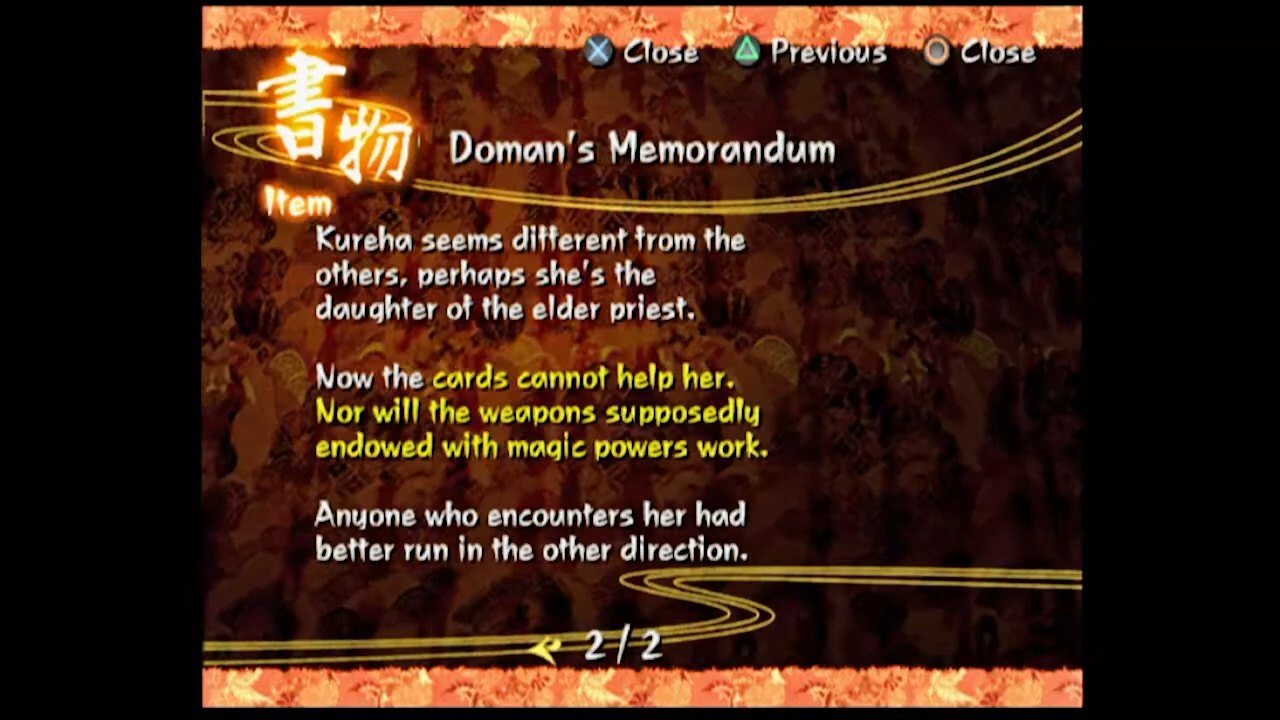 Close Previous Close
書物
Item
Doman's Memorandum
Kureha seems different from the
others, perhaps she's the
daughter of the elder priest.
Now the cards cannot help her.
Nor will the weapons supposedly
endowed with magic powers work.
Anyone who encounters her had
better run in the other direction.
2/2